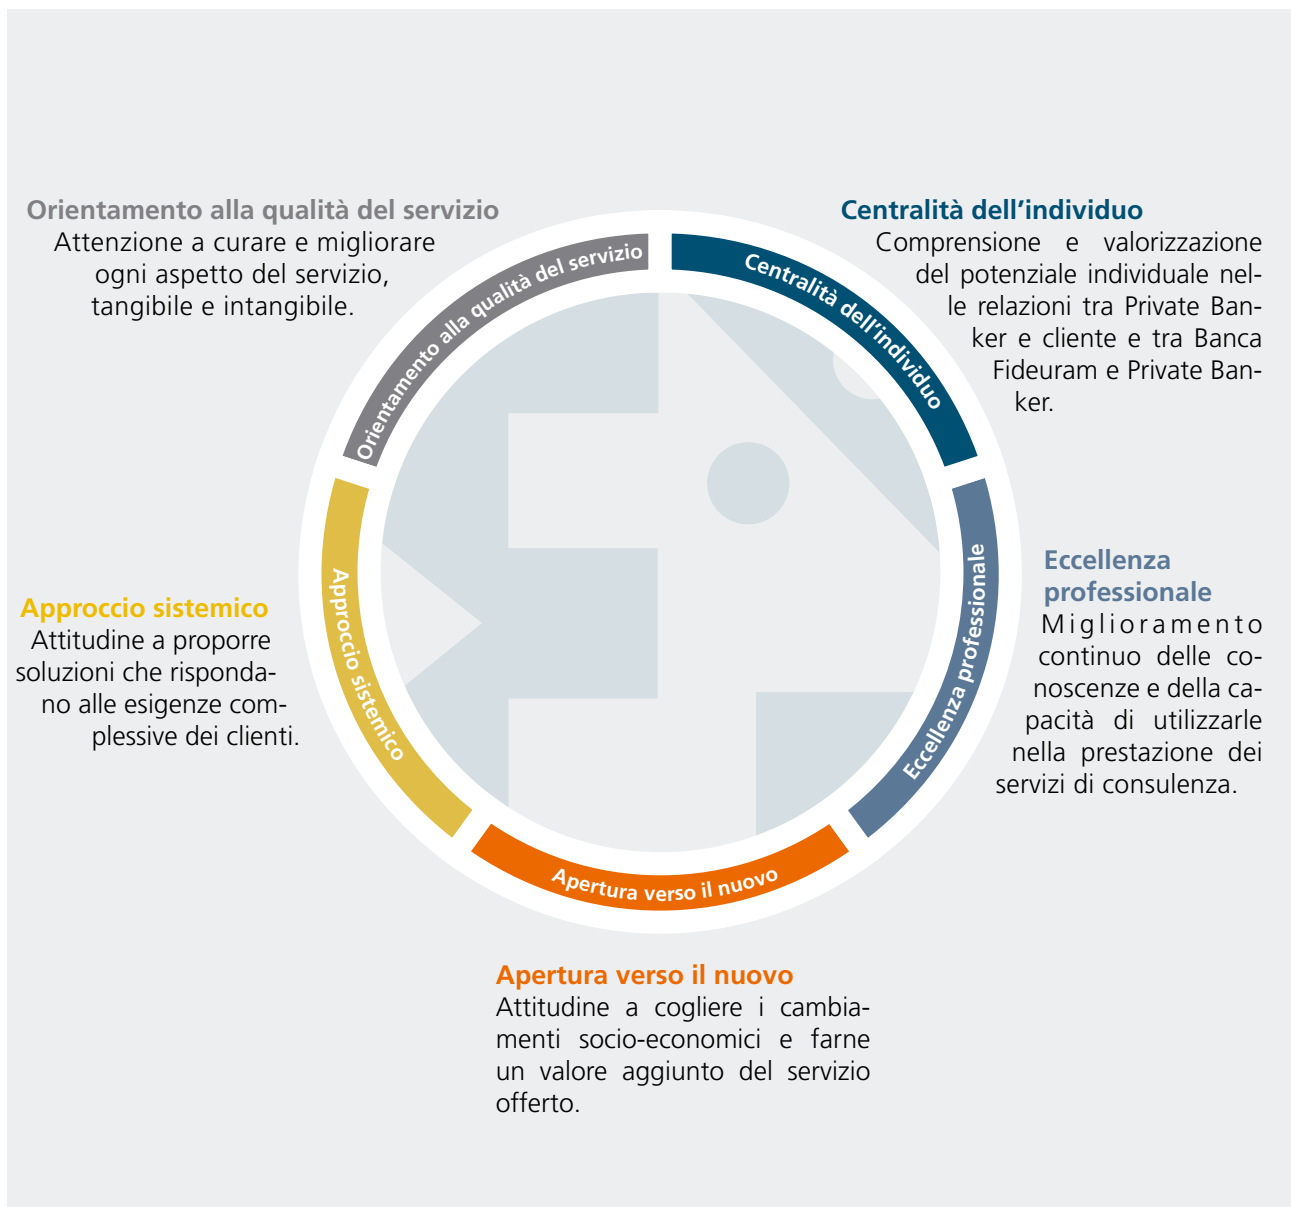 Orientamento alla qualità del servizio
Attenzione a curare e migliorare
ogni aspetto del servizio,
tangibile e intangibile.
Centralità dell’individuo
Comprensione e valorizzazione
del potenziale individuale nel-
le relazioni tra Private Ban-
ker e cliente e tra Banca
Fideuram e Private Ban-
ker.
Orientamento alla qualità del servizio
Centralità dell’individuo
Eccellenza professionale
Apertura verso il nuovo
Approccio sistemico
Eccellenza
professionale
Miglioramento
continuo delle co-
noscenze e della ca-
pacità di utilizzarle
nella prestazione dei
servizi di consulenza.
Approccio sistemico
Attitudine a proporre
soluzioni che risponda-
no alle esigenze com-
plessive dei clienti.
Apertura verso il nuovo
Attitudine a cogliere i cambia-
menti socio-economici e farne
un valore aggiunto del servizio
offerto.